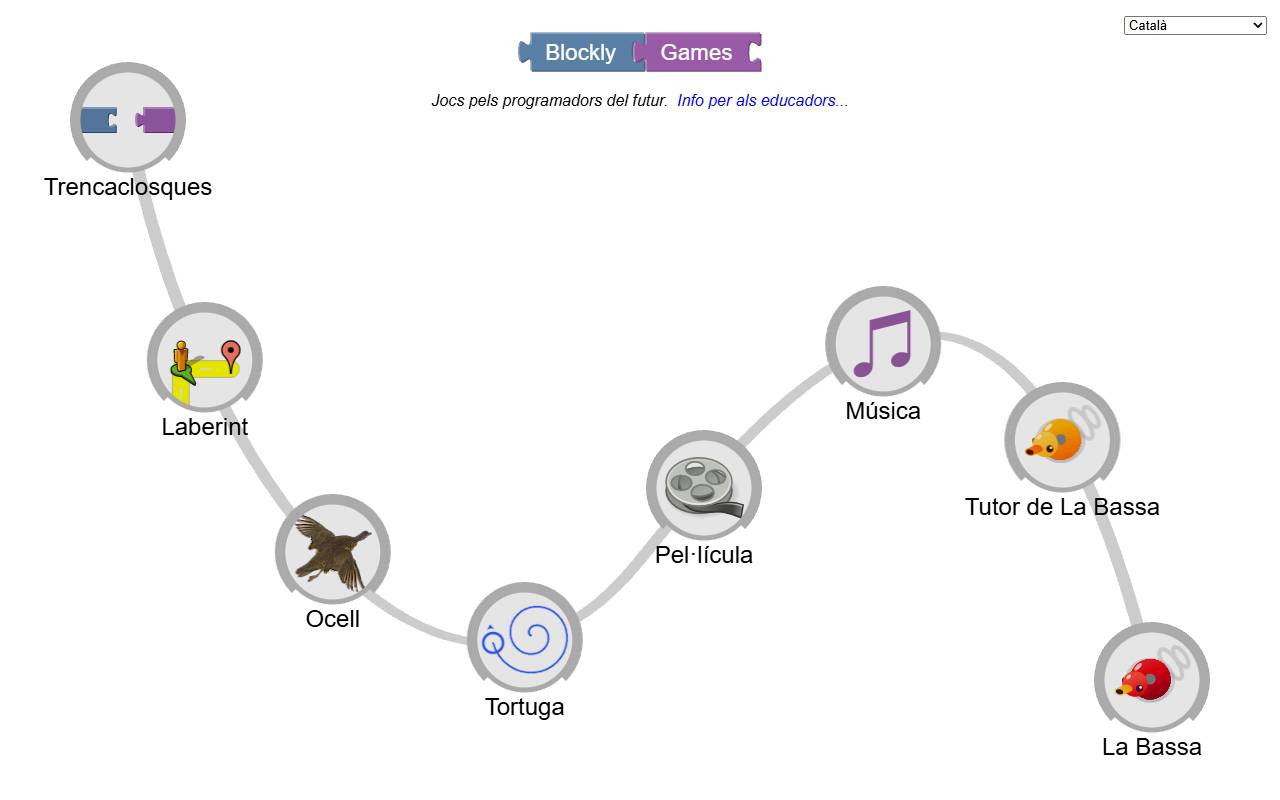 Català
Blockly Games
Jocs pels programadors del futur. Info per als educadors...
Trencaclosques
Laberint
Ocell
Tortuga
Pel·lícula
Música
Tutor de La Bassa
La Bassa